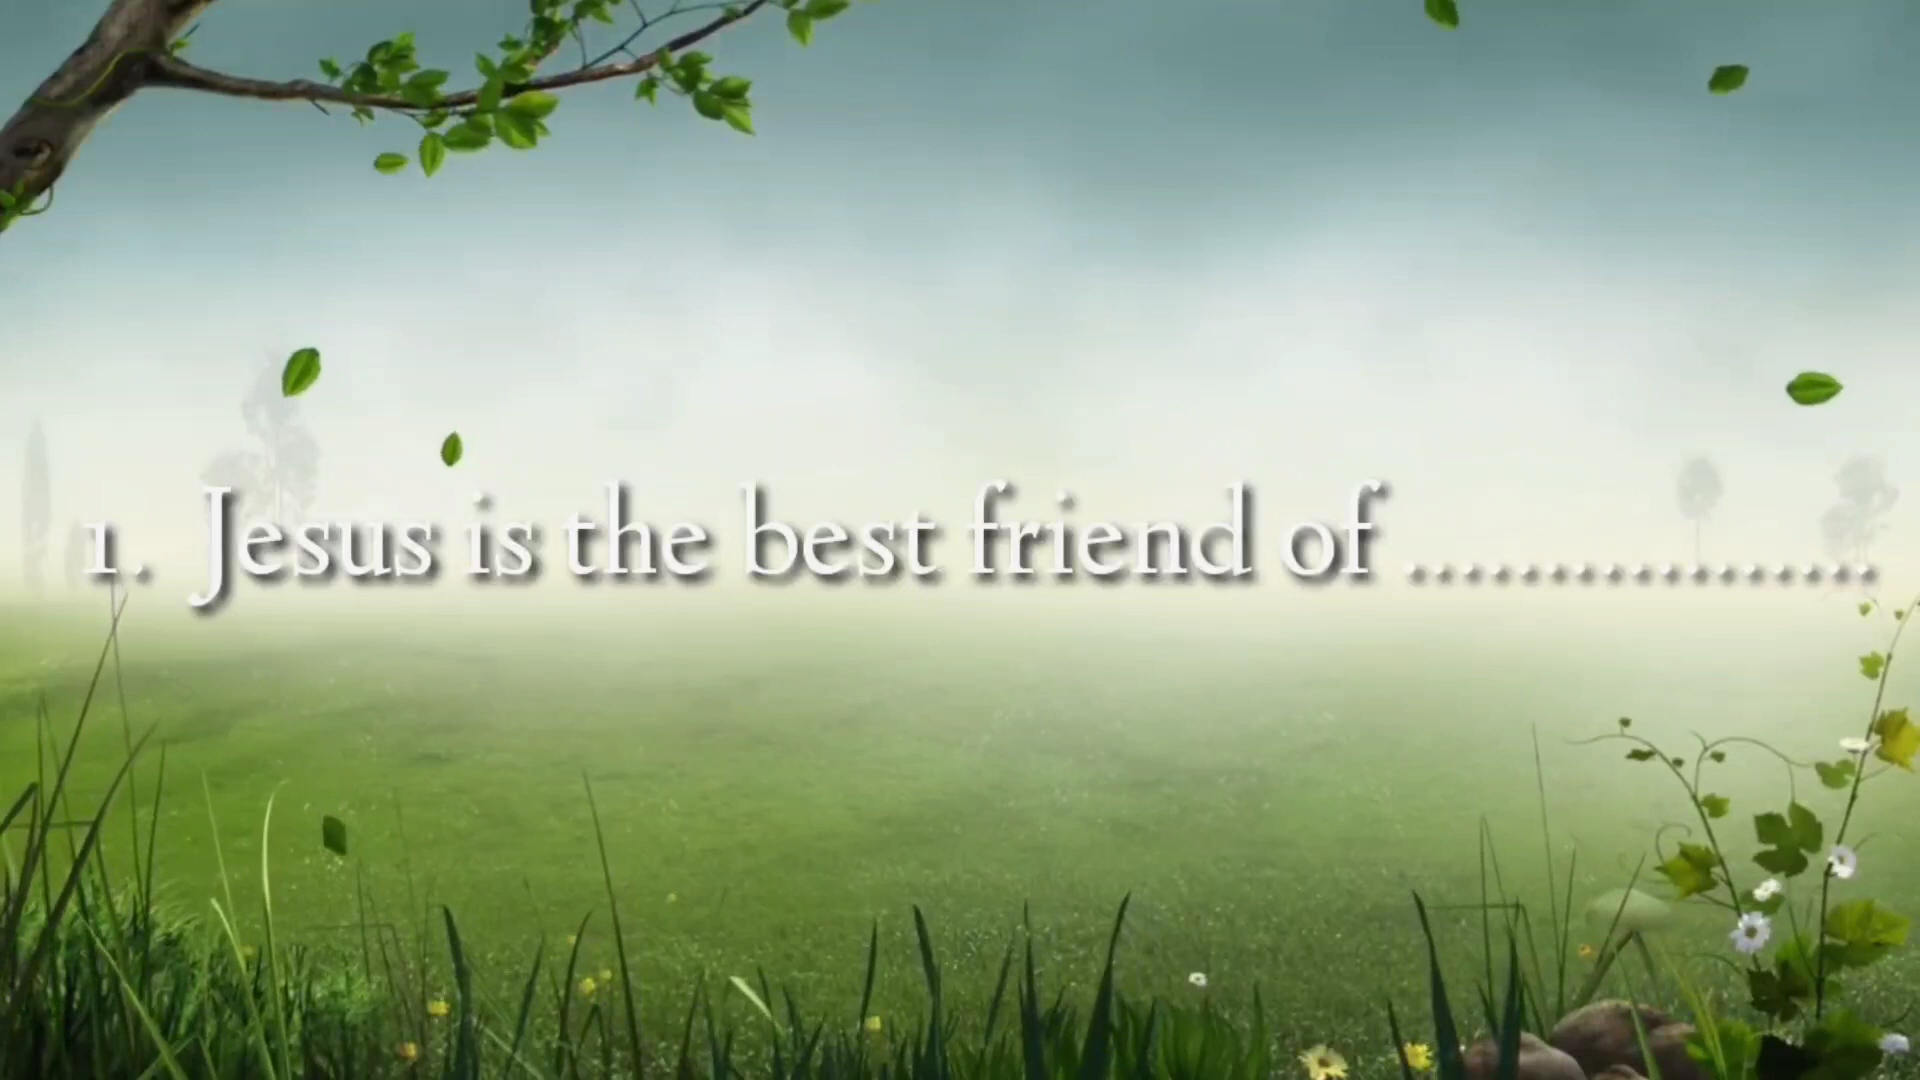 1. Jesus is the best friend of .................